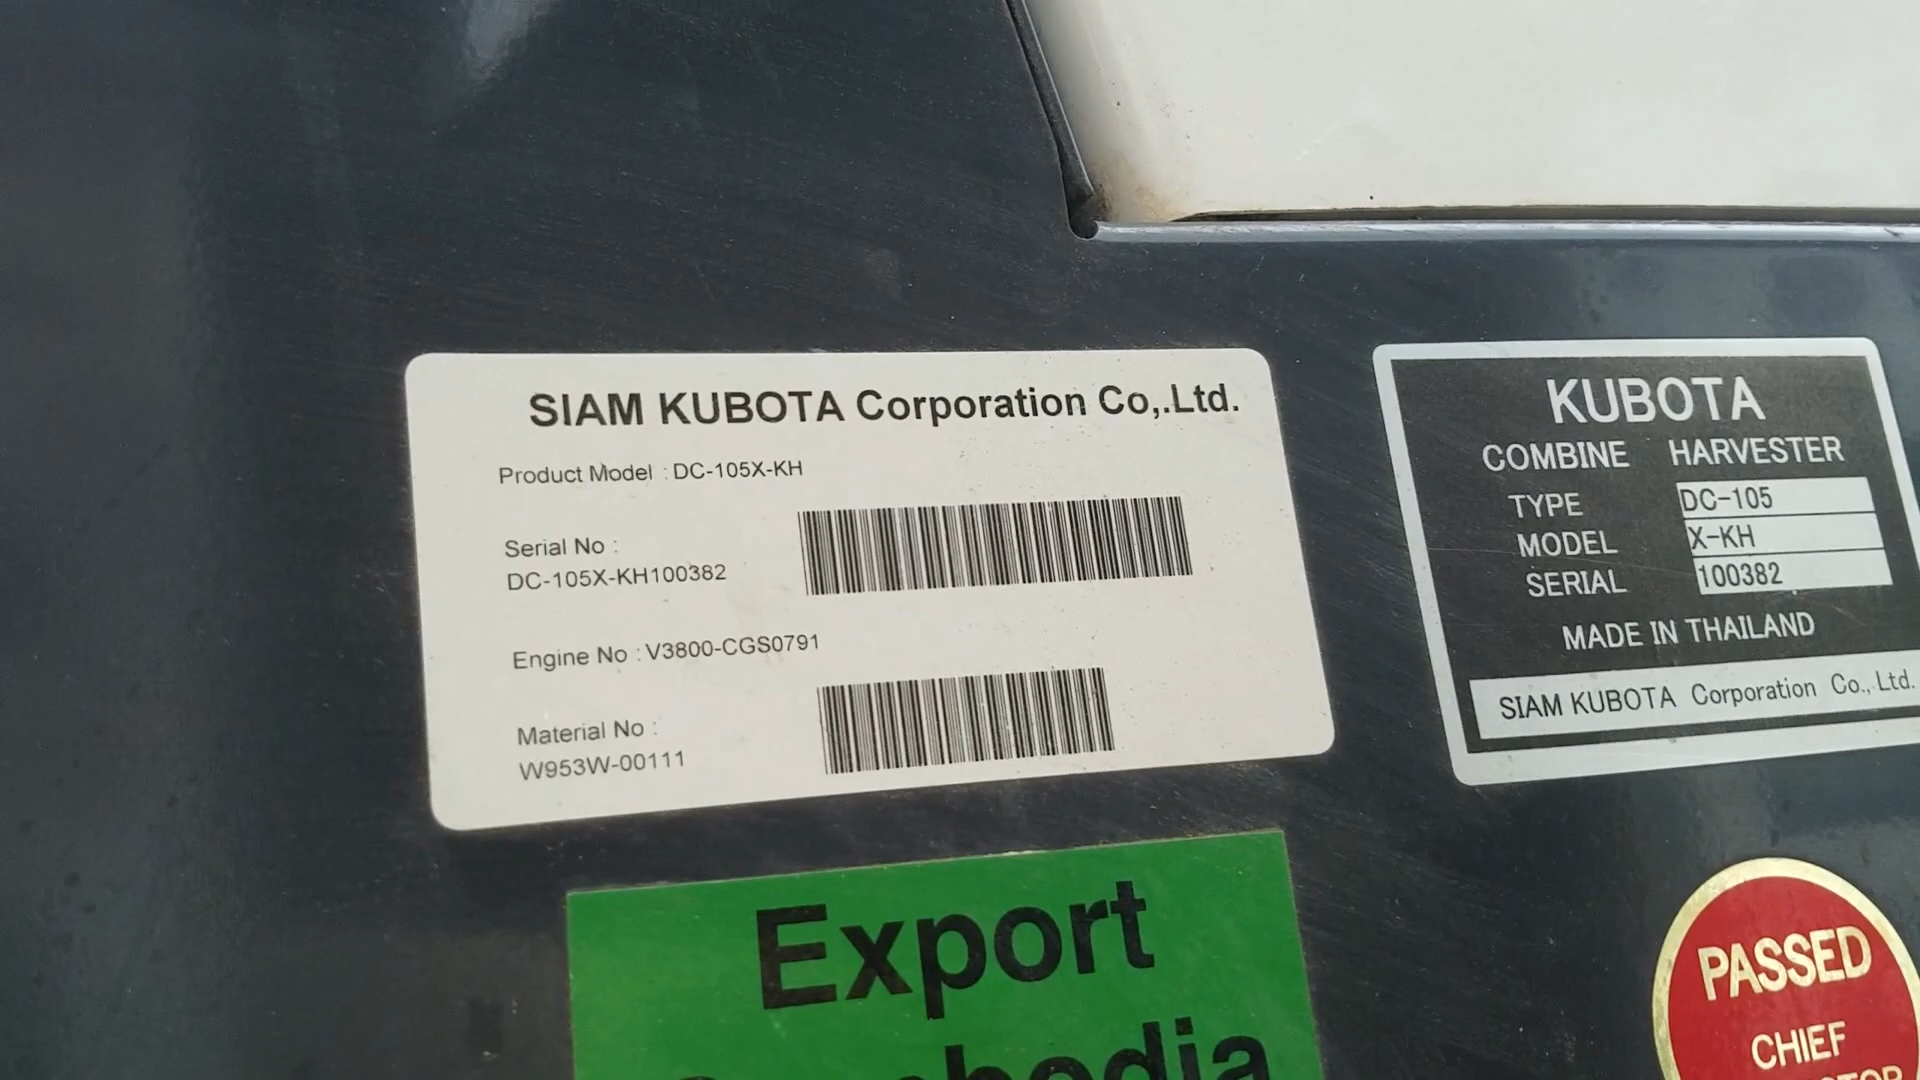 SIAM KUBOTA Corporation Co,.Ltd.
Product Model : DC-105X-KH
Serial No :
DC-105X-KH100382
Engine No : V3800-CGS0791
Material No :
W953W-00111
KUBOTA
COMBINE HARVESTER
TYPE DC-105
MODEL X-KH
SERIAL 100382
MADE IN THAILAND
SIAM KUBOTA Corporation Co., Ltd.
Export
PASSED
CHIEF